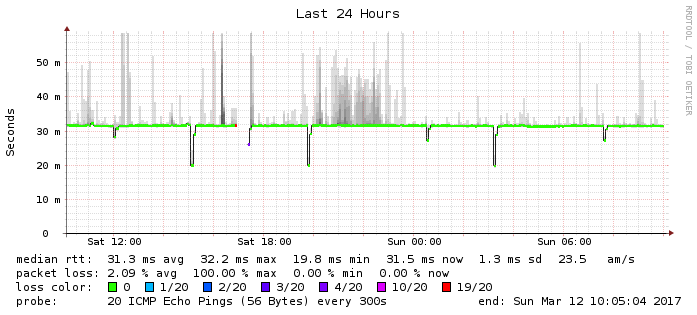 Last 24 Hours
RRDTOOL / TOBI OETIKER
Seconds
50 m
40 m
30 m
20 m
10 m
0
Sat 12:00 Sat 18:00 Sun 00:00 Sun 06:00
median rtt: 31.3 ms avg 32.2 ms max 19.8 ms min 31.5 ms now 1.3 ms sd 23.5 am/s
packet loss: 2.09 % avg 100.00 % max 0.00 % min 0.00 % now
loss color: 0 1/20 2/20 3/20 4/20 10/20 19/20
probe: 20 ICMP Echo Pings (56 Bytes) every 300s end: Sun Mar 12 10:05:04 2017